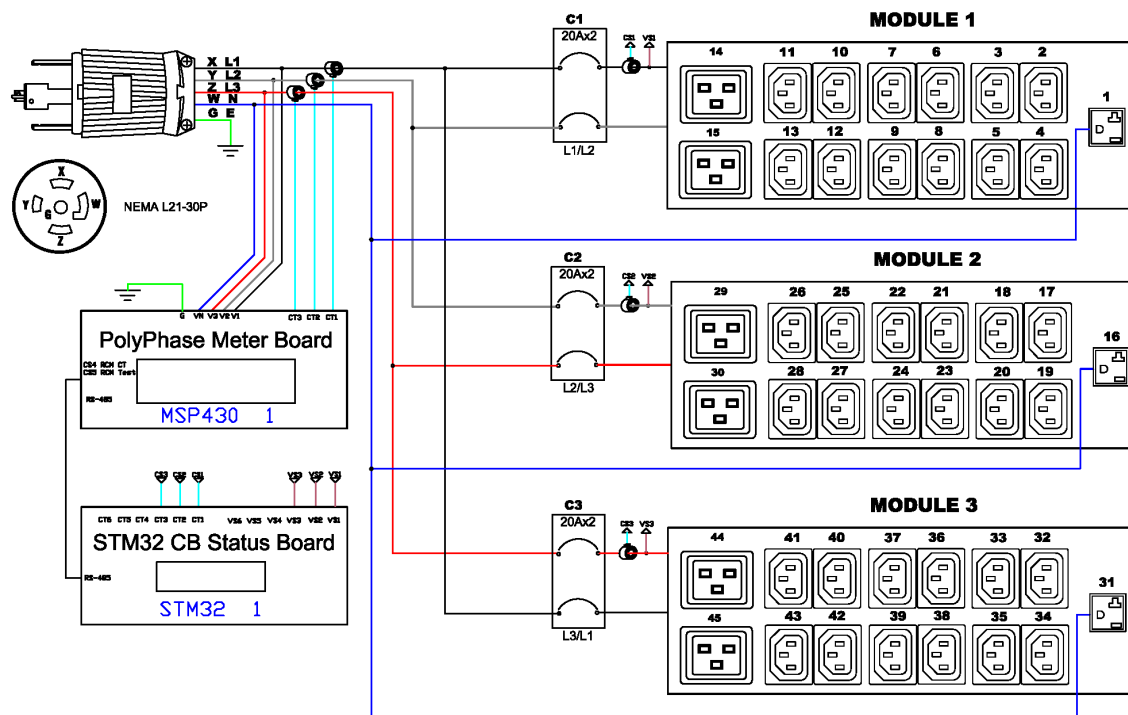 X L1
Y L2
Z L3
W N
G E
X
Y
G
W
Z
NEMA L21-30P
G VN V3 V2 V1 CT3 CT2 CT1
PolyPhase Meter Board
CS4 RCM CT
CS3 RCM Test
RS-485
MSP430 1
CS3 CS2 CS1 VS3 VS2 VS1
CT6 CT5 CT4 CT3 CT2 CT1 VS6 VS5 VS4 VS3 VS2 VS1
STM32 CB Status Board
RS-485
STM32 1
C1
20Ax2
L1/L2
CS1 VS1
MODULE 1
14 11 10 7 6 3 2
1
15 13 12 9 8 5 4
C2
20Ax2
L2/L3
CS2 VS2
MODULE 2
29 26 25 22 21 18 17
16
30 28 27 24 23 20 19
C3
20Ax2
L3/L1
CS3 VS3
MODULE 3
44 41 40 37 36 33 32
31
45 43 42 39 38 35 34